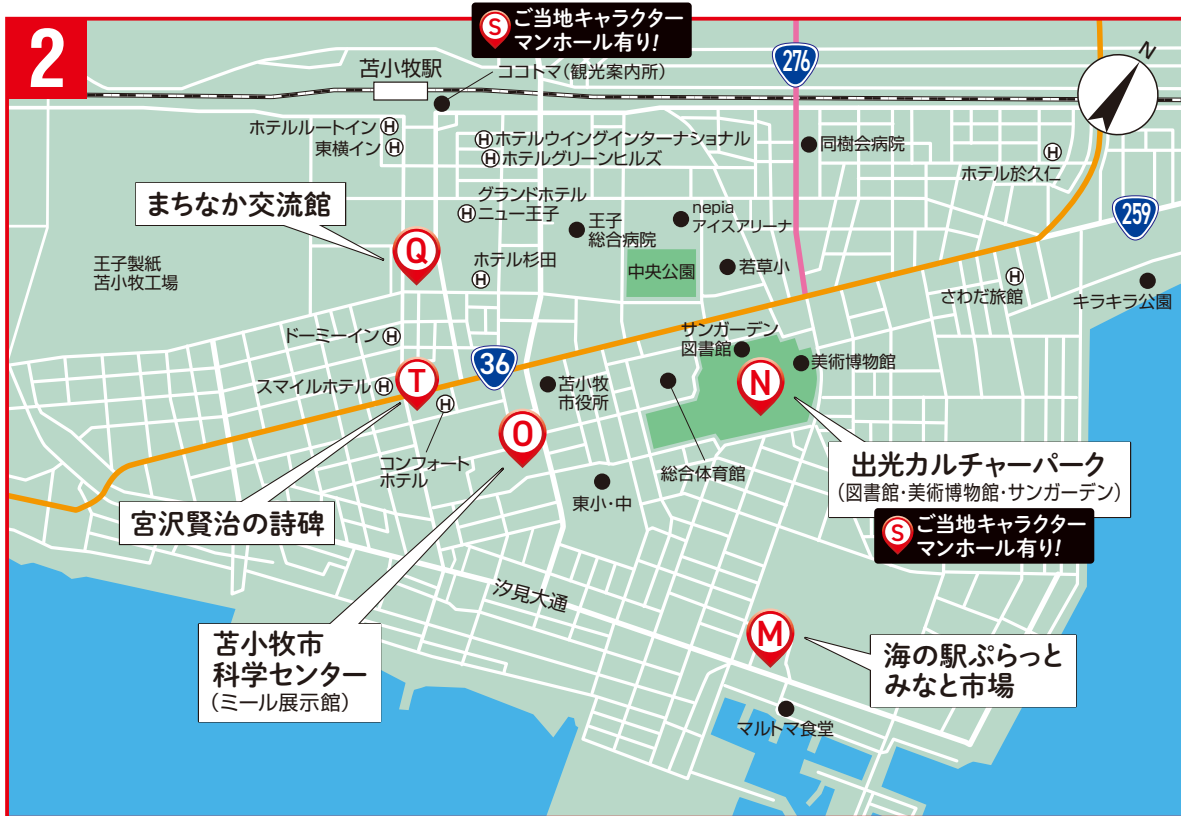 2
S ご当地キャラクター
マンホール有り!
苫小牧駅
ココトマ(観光案内所)
276
N
ホテルルートイン H
東横イン H
H ホテルウイングインターナショナル
H ホテルグリーンヒルズ
同樹会病院
H
ホテル於久仁
まちなか交流館
グランドホテル
H ニュー王子
王子
総合病院
nepia
アイスアリーナ
259
Q
王子製紙
苫小牧工場
ホテル杉田
H
中央公園
若草小
H
さわだ旅館
キラキラ公園
ドーミーイン H
サンガーデン
図書館
美術博物館
36
スマイルホテル H
T
H
苫小牧
市役所
N
O
コンフォート
ホテル
総合体育館
東小・中
出光カルチャーパーク
(図書館・美術博物館・サンガーデン)
宮沢賢治の詩碑
S ご当地キャラクター
マンホール有り!
汐見大通
苫小牧市
科学センター
(ミール展示館)
M
海の駅ぷらっと
みなと市場
マルトマ食堂